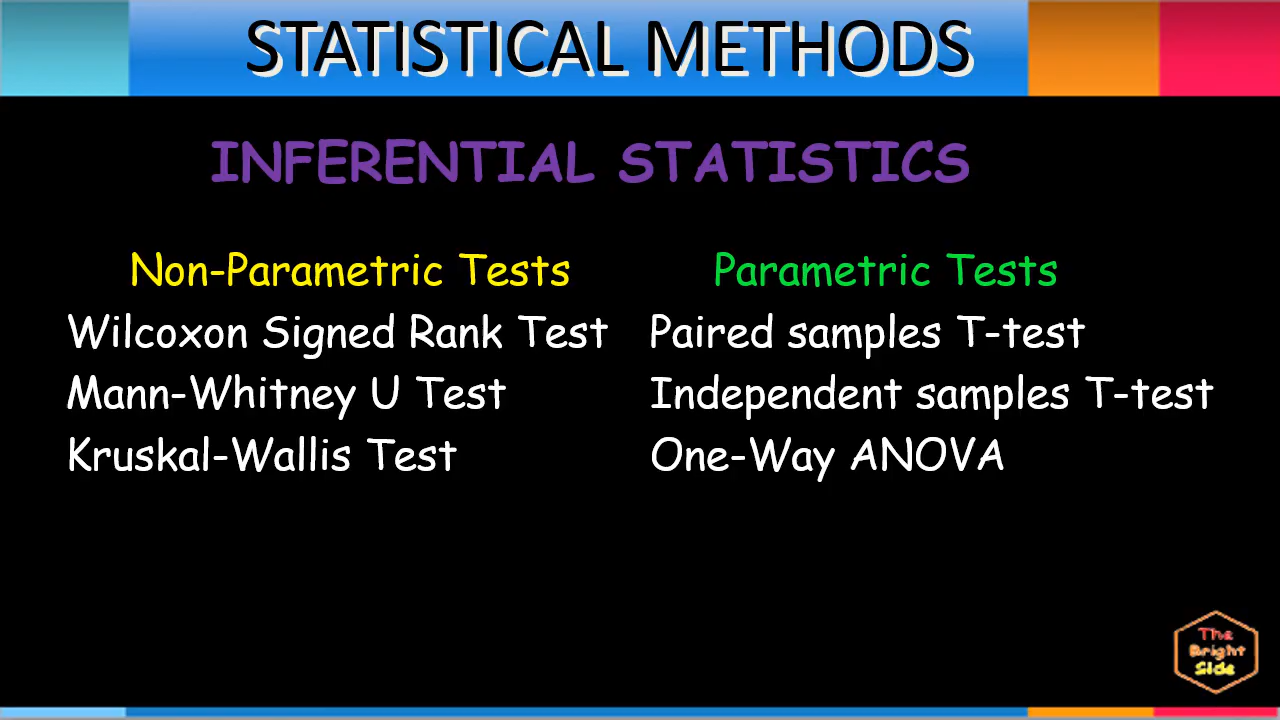 STATISTICAL METHODS
INFERENTIAL STATISTICS
Non-Parametric Tests
Wilcoxon Signed Rank Test
Mann-Whitney U Test
Kruskal-Wallis Test
Parametric Tests
Paired samples T-test
Independent samples T-test
One-Way ANOVA
The
Bright
Side